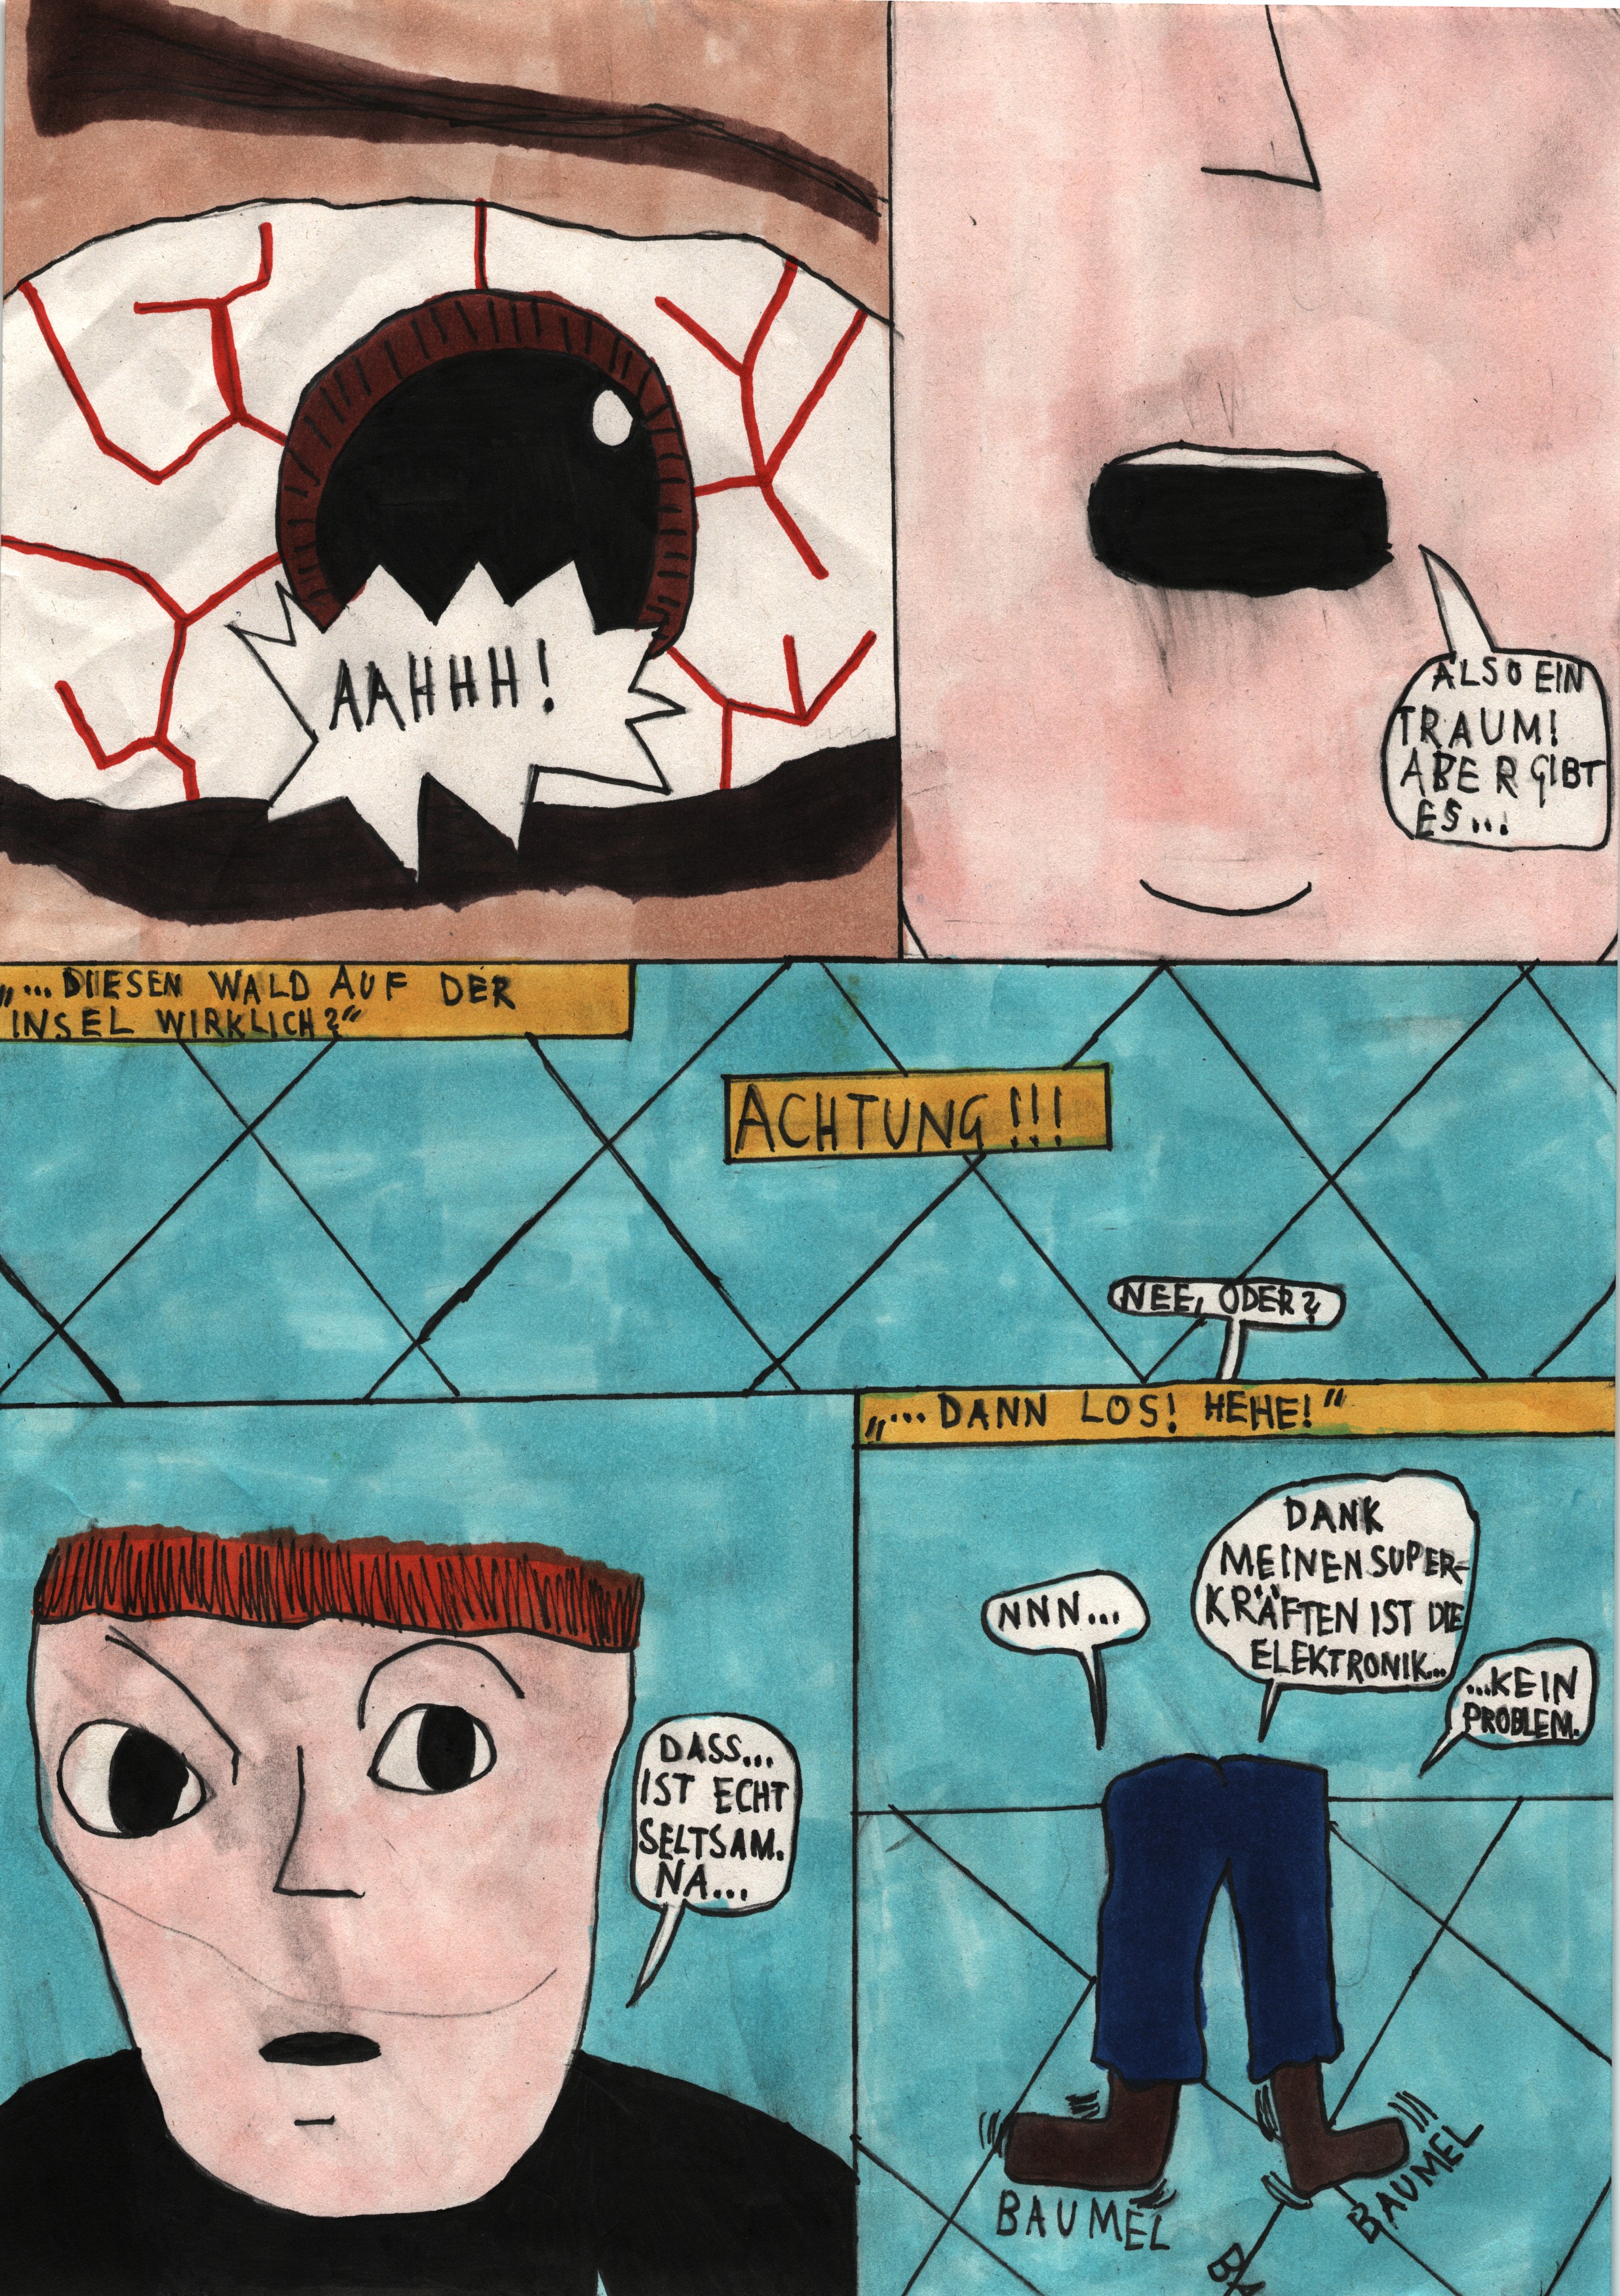 AAHHH!
ALSO EIN
TRAUM!
ABER GIBT
ES...
„...DIESEN WALD AUF DER
INSEL WIRKLICH?"
ACHTUNG!!!
NEE, ODER?
DASS...
IST ECHT
SELTSAM.
NA...
„...DANN LOS! HEHE!"
NNN...
DANK
MEINEN SUPER-
KRÄFTEN IST DIE
ELEKTRONIK...
...KEIN
PROBLEM.
BAUMEL
BA
BAUMEL